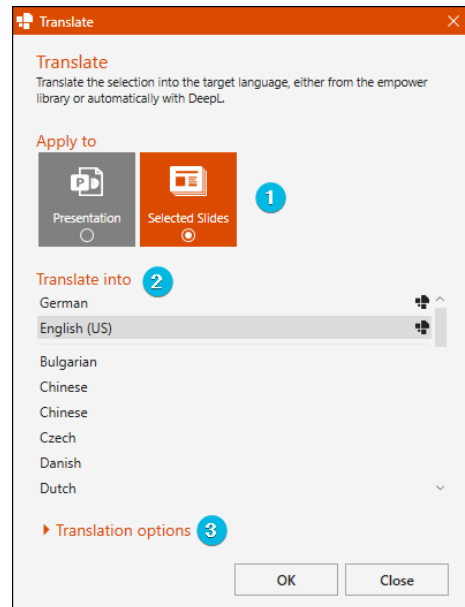 Translate
Translate
Translate the selection into the target language, either from the empower
library or automatically with DeepL.
Apply to
Presentation
Selected Slides
1
Translate into 2
German
English (US)
Bulgarian
Chinese
Chinese
Czech
Danish
Dutch
Translation options 3
OK Close